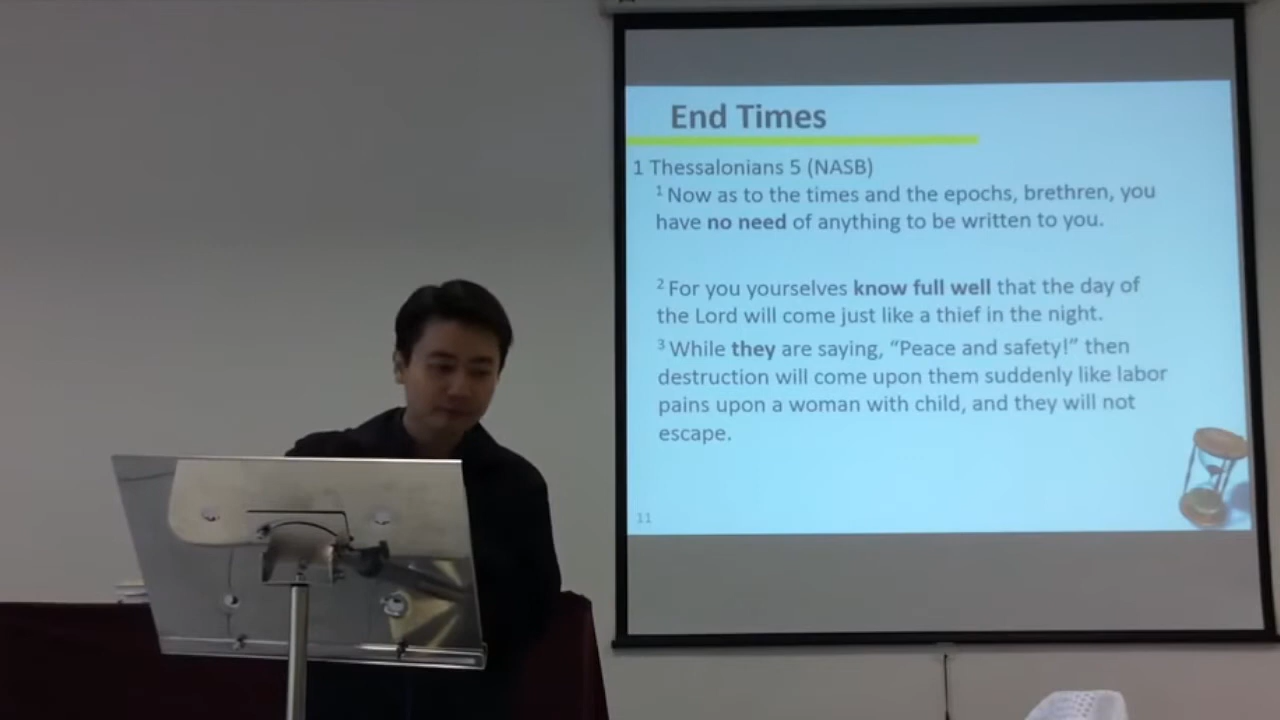 End Times
1 Thessalonians 5 (NASB)
1 Now as to the times and the epochs, brethren, you
have no need of anything to be written to you.
2 For you yourselves know full well that the day of
the Lord will come just like a thief in the night.
3 While they are saying, “Peace and safety!” then
destruction will come upon them suddenly like labor
pains upon a woman with child, and they will not
escape.
11